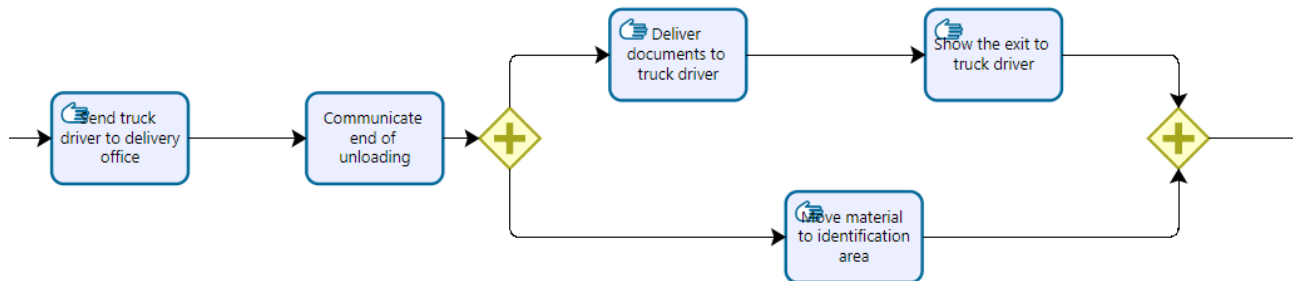 Send truck
driver to delivery
office
Communicate
end of
unloading
Deliver
documents to
truck driver
Show the exit to
truck driver
Move material
to identification
area